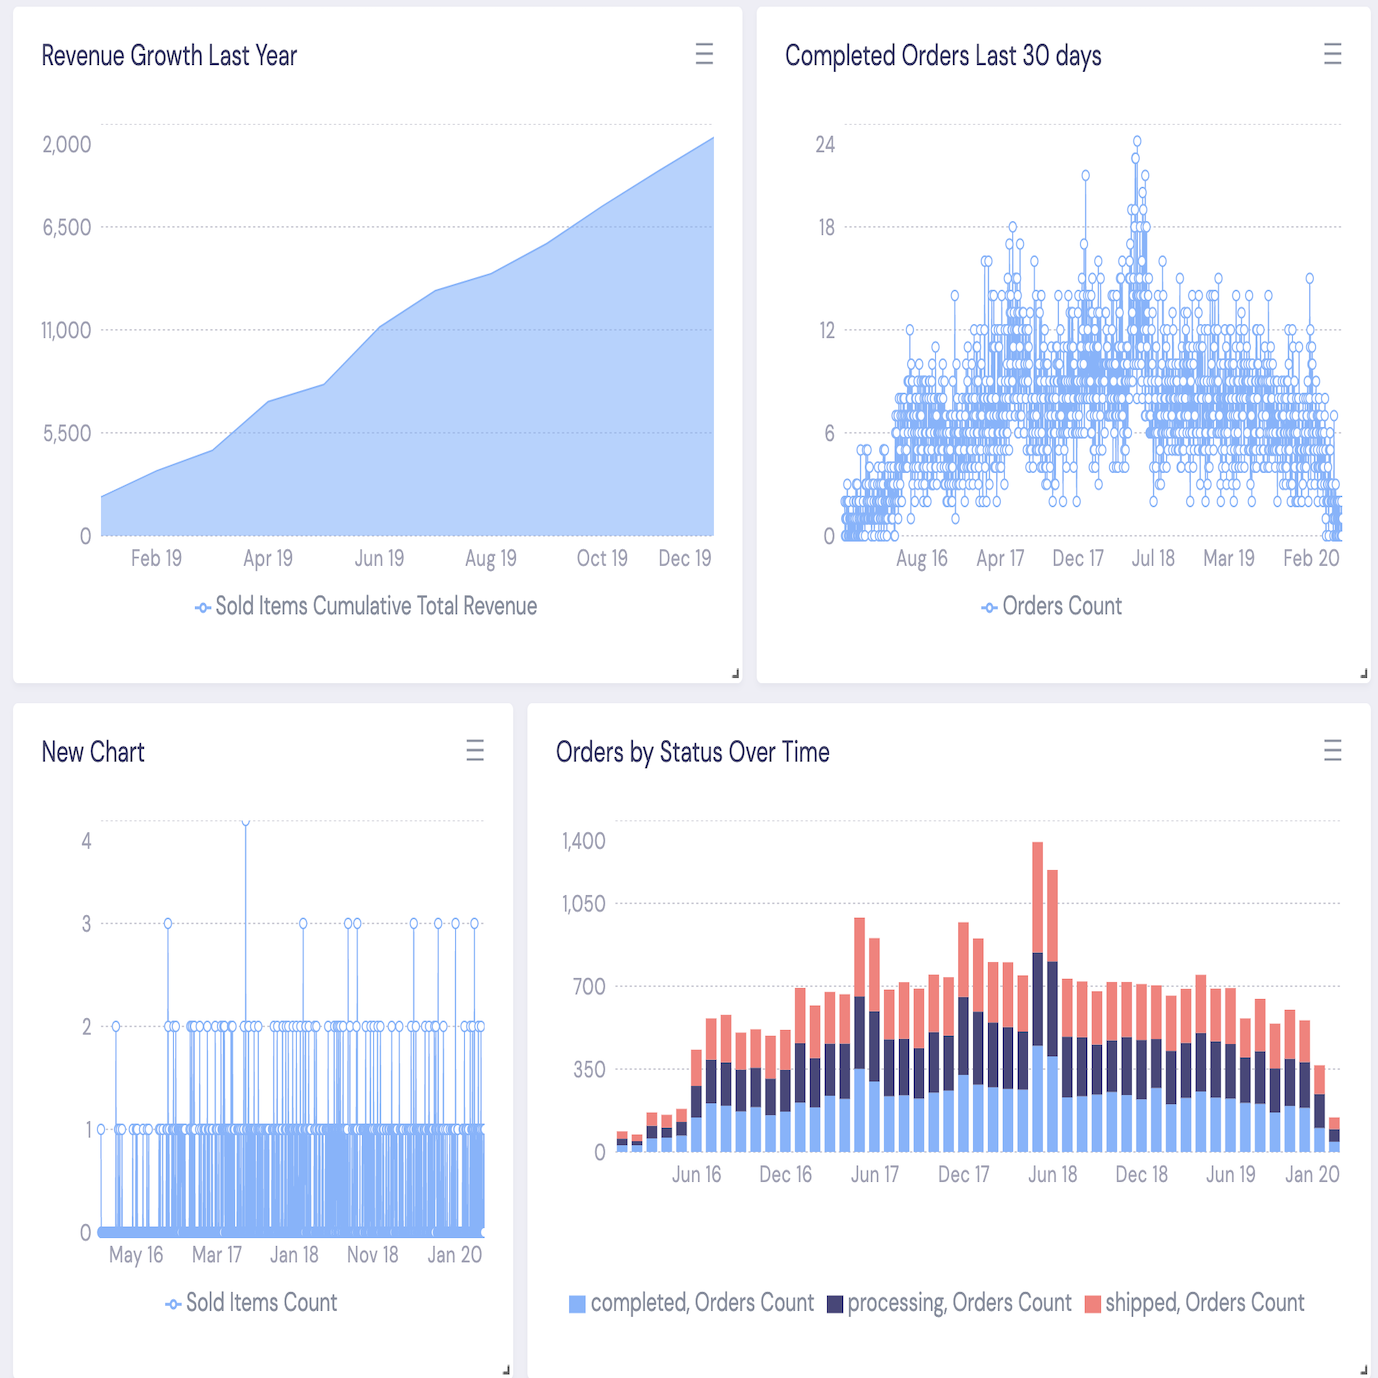 Revenue Growth Last Year
2,000
6,500
11,000
5,500
0
Feb 19 Apr 19 Jun 19 Aug 19 Oct 19 Dec 19
Sold Items Cumulative Total Revenue
Completed Orders Last 30 days
24
18
12
6
0
Aug 16 Apr 17 Dec 17 Jul 18 Mar 19 Feb 20
Orders Count
New Chart
4
3
2
1
0
May 16 Mar 17 Jan 18 Nov 18 Jan 20
Sold Items Count
Orders by Status Over Time
1,400
1,050
700
350
0
Jun 16 Dec 16 Jun 17 Dec 17 Jun 18 Dec 18 Jun 19 Jan 20
completed, Orders Count processing, Orders Count shipped, Orders Count